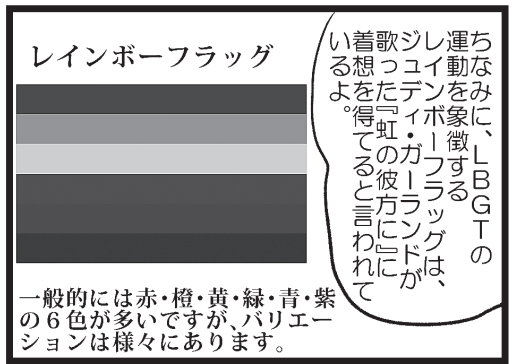 ちなみに、LBGTの
運動を象徴する
レインボーフラッグは、
ジュディ・ガーランドが
歌った『虹の彼方に』に
着想を得てると言われて
いるよ。
レインボーフラッグ
一般的には赤・橙・黄・緑・青・紫
の６色が多いですが、バリエー
ションは様々にあります。